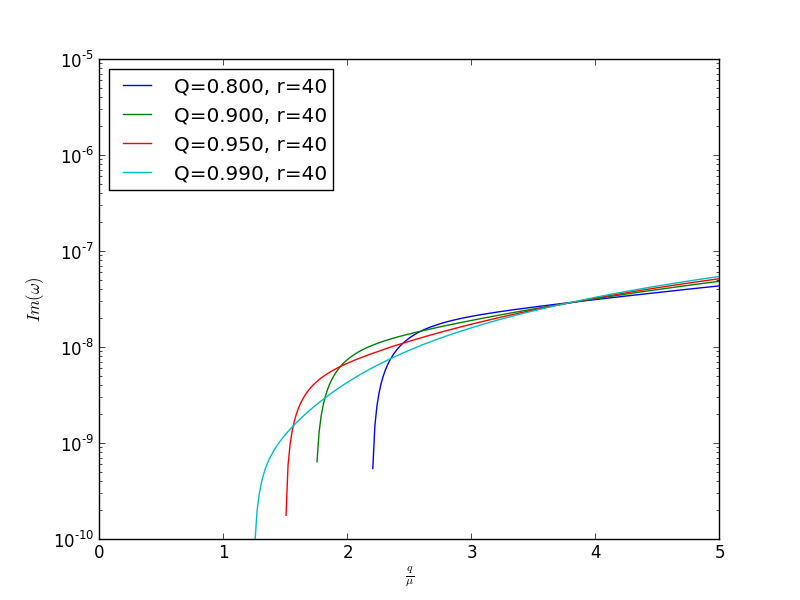 10^-5
10^-6
10^-7
10^-8
10^-9
10^-10
Im(ω)
Q=0.800, r=40
Q=0.900, r=40
Q=0.950, r=40
Q=0.990, r=40
0 1 2 3 4 5
q/μ